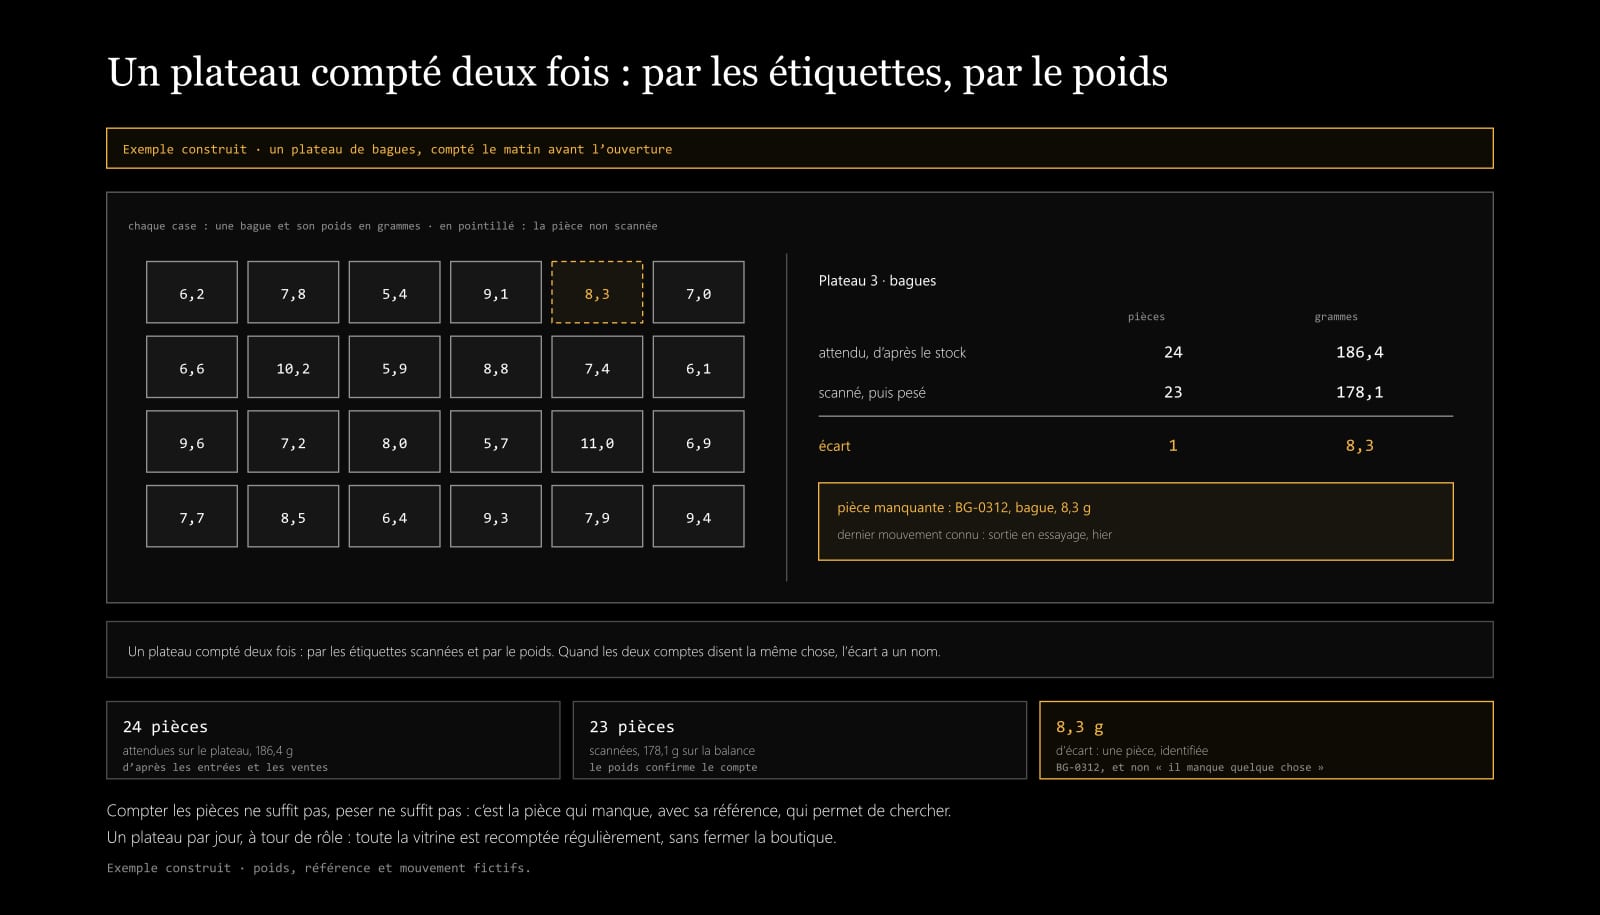 Un plateau compté deux fois : par les étiquettes, par le poids
Exemple construit · un plateau de bagues, compté le matin avant l’ouverture
chaque case : une bague et son poids en grammes · en pointillé : la pièce non scannée
6,2 7,8 5,4 9,1 8,3 7,0
6,6 10,2 5,9 8,8 7,4 6,1
9,6 7,2 8,0 5,7 11,0 6,9
7,7 8,5 6,4 9,3 7,9 9,4
Plateau 3 · bagues
pièces grammes
attendu, d’après le stock 24 186,4
scanné, puis pesé 23 178,1
écart 1 8,3
pièce manquante : BG-0312, bague, 8,3 g
dernier mouvement connu : sortie en essayage, hier
Un plateau compté deux fois : par les étiquettes scannées et par le poids. Quand les deux comptes disent la même chose, l’écart a un nom.
24 pièces
attendues sur le plateau, 186,4 g
d’après les entrées et les ventes
23 pièces
scannées, 178,1 g sur la balance
le poids confirme le compte
8,3 g
d’écart : une pièce, identifiée
BG-0312, et non « il manque quelque chose »
Compter les pièces ne suffit pas, peser ne suffit pas : c’est la pièce qui manque, avec sa référence, qui permet de chercher.
Un plateau par jour, à tour de rôle : toute la vitrine est recomptée régulièrement, sans fermer la boutique.
Exemple construit · poids, référence et mouvement fictifs.